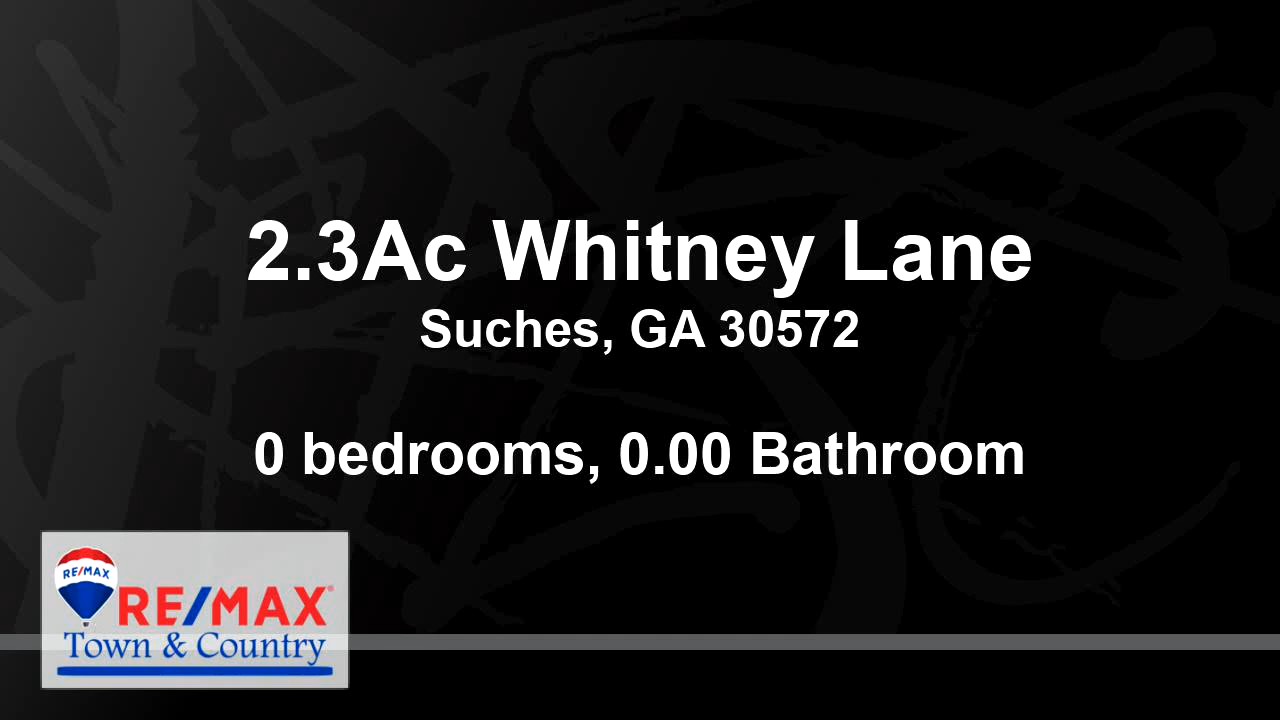 2.3Ac Whitney Lane
Suches, GA 30572
0 bedrooms, 0.00 Bathroom
RE/MAX
RE/MAX®
Town & Country